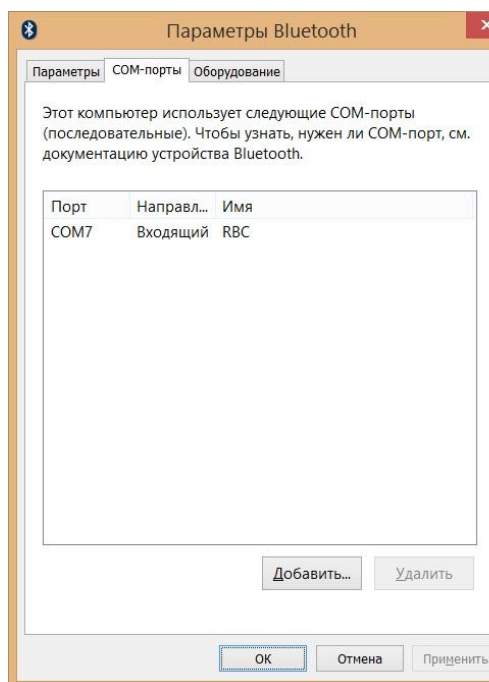 Параметры Bluetooth
Параметры COM-порты Оборудование
Этот компьютер использует следующие COM-порты
(последовательные). Чтобы узнать, нужен ли COM-порт, см.
документацию устройства Bluetooth.
Порт Направл... Имя
COM7 Входящий RBC
Добавить... Удалить
ОК Отмена Применить